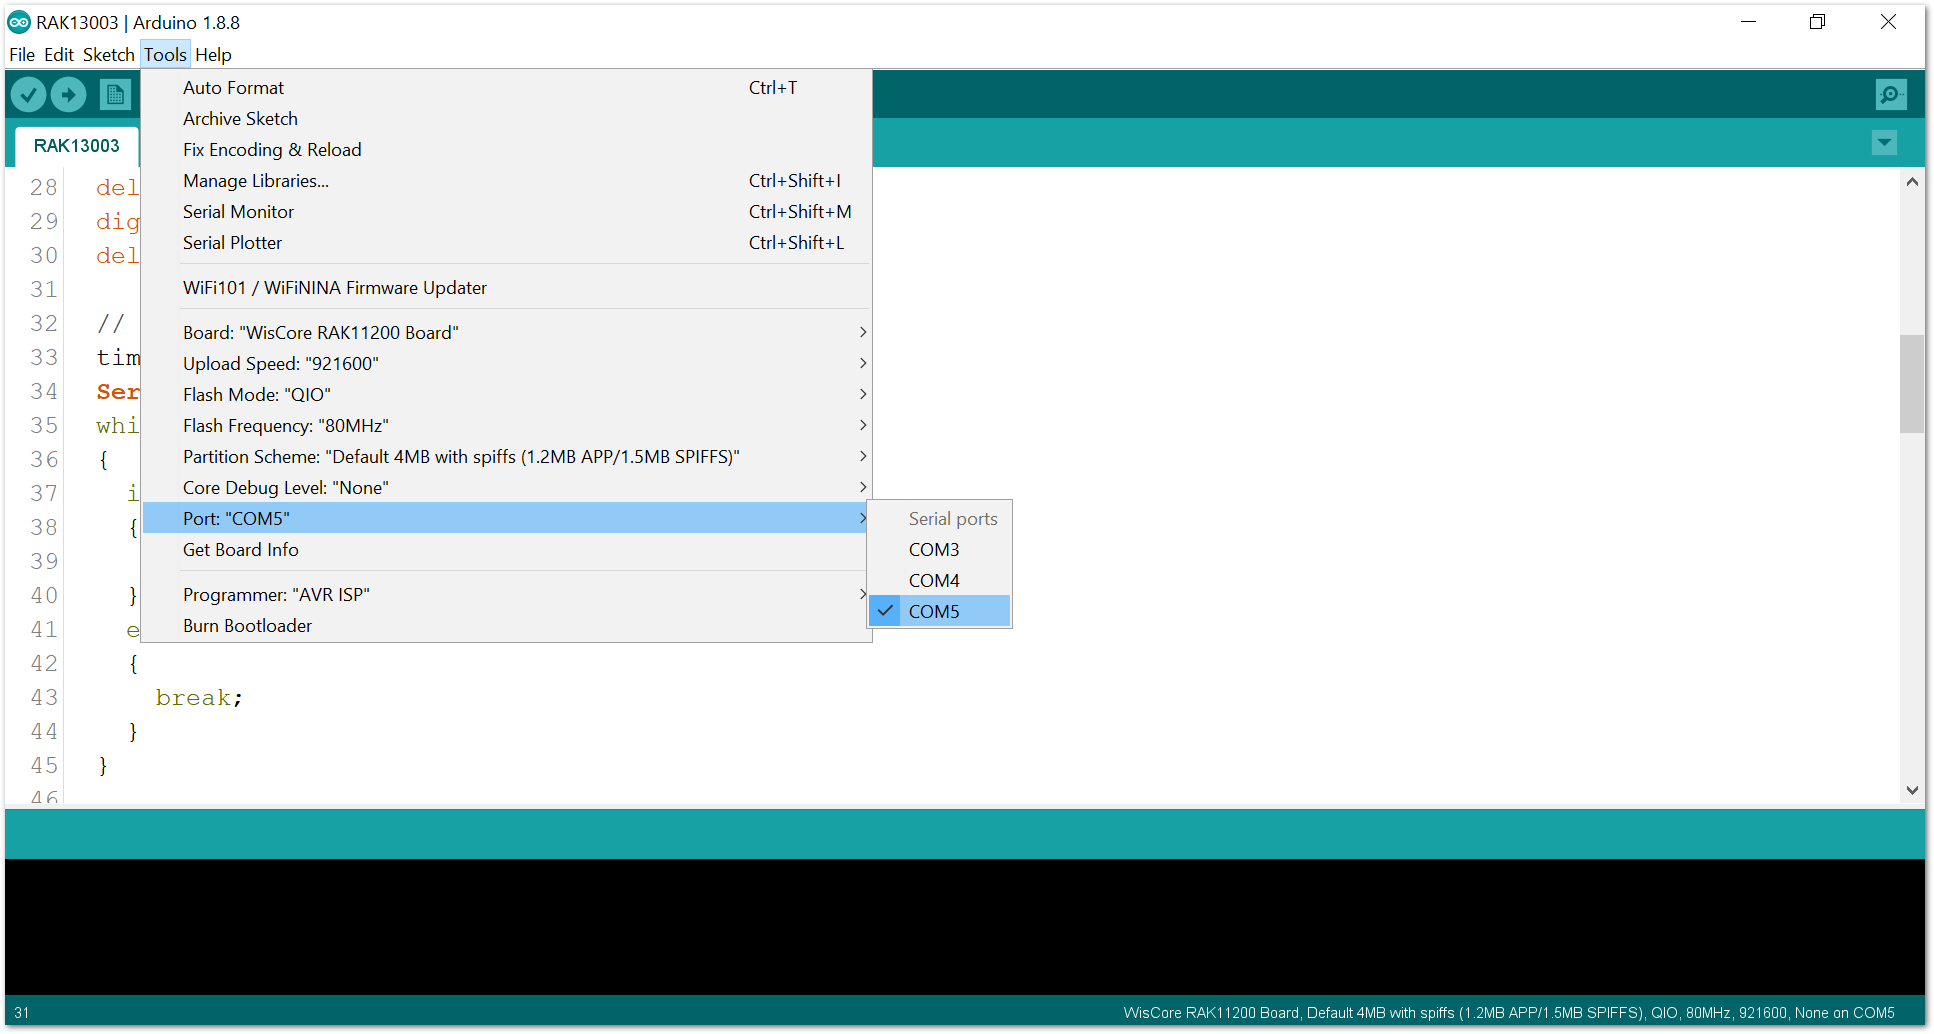 RAK13003 | Arduino 1.8.8
File Edit Sketch Tools Help
Auto Format Ctrl+T
Archive Sketch
Fix Encoding & Reload
Manage Libraries... Ctrl+Shift+I
Serial Monitor Ctrl+Shift+M
Serial Plotter Ctrl+Shift+L
WiFi101 / WiFiNINA Firmware Updater
Board: "WisCore RAK11200 Board"
Upload Speed: "921600"
Flash Mode: "QIO"
Flash Frequency: "80MHz"
Partition Scheme: "Default 4MB with spiffs (1.2MB APP/1.5MB SPIFFS)"
Core Debug Level: "None"
Port: "COM5"
Get Board Info
Programmer: "AVR ISP"
Burn Bootloader
Serial ports
COM3
COM4
COM5
RAK13003
28 del
29 dig
30 del
31
32 //
33 tim
34 Ser
35 whi
36 {
37 i
38 {
39
40 }
41 e
42 {
43 break;
44 }
45 }
46
31
WisCore RAK11200 Board, Default 4MB with spiffs (1.2MB APP/1.5MB SPIFFS), QIO, 80MHz, 921600, None on COM5